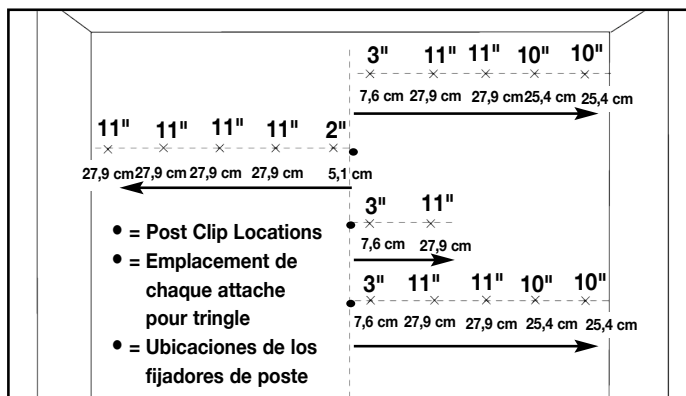 3" 11" 11" 10" 10"
7,6 cm 27,9 cm 27,9 cm 25,4 cm 25,4 cm
11" 11" 11" 11" 2"
27,9 cm 27,9 cm 27,9 cm 27,9 cm 5,1 cm
3" 11"
7,6 cm 27,9 cm
• = Post Clip Locations
• = Emplacement de
chaque attache
pour tringle
• = Ubicaciones de los
fijadores de poste
3" 11" 11" 10" 10"
7,6 cm 27,9 cm 27,9 cm 25,4 cm 25,4 cm